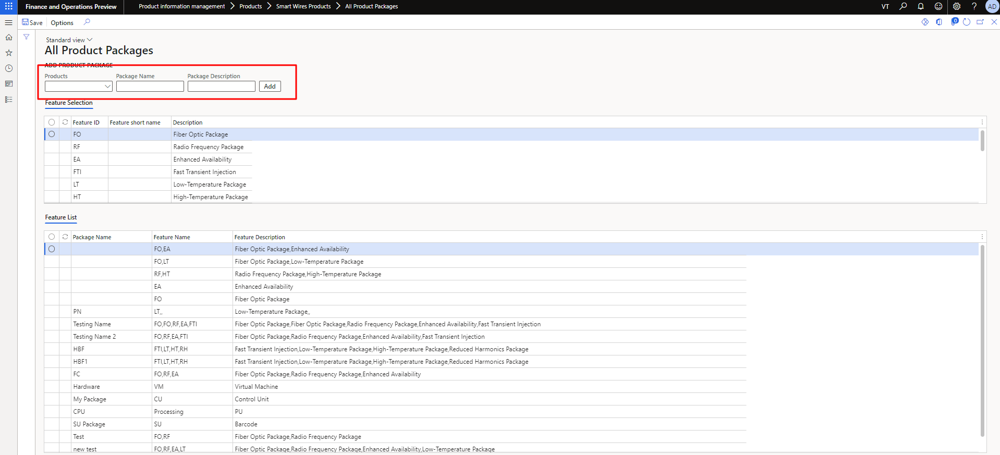 Finance and Operations Preview Product information management Products Smart Wires Products All Product Packages VT ? AD
Save Options 0
Standard view
All Product Packages
ADD PRODUCT PACKAGE
Products Package Name Package Description
Add
Feature Selection
Feature ID Feature short name Description
FO Fiber Optic Package
RF Radio Frequency Package
EA Enhanced Availability
FTI Fast Transient Injection
LT Low-Temperature Package
HT High-Temperature Package
Feature List
Package Name Feature Name Feature Description
FO,EA Fiber Optic Package,Enhanced Availability
FO,LT Fiber Optic Package,Low-Temperature Package
RF,HT Radio Frequency Package,High-Temperature Package
EA Enhanced Availability
FO Fiber Optic Package
PN LT,, Low-Temperature Package,,
Testing Name FO,FO,RF,EA,FTI Fiber Optic Package,Fiber Optic Package,Radio Frequency Package,Enhanced Availability,Fast Transient Injection
Testing Name 2 FO,RF,EA,FTI Fiber Optic Package,Radio Frequency Package,Enhanced Availability,Fast Transient Injection
HBF FTI,LT,HT,RH Fast Transient Injection,Low-Temperature Package,High-Temperature Package,Reduced Harmonics Package
HBF1 FTI,LT,HT,RH Fast Transient Injection,Low-Temperature Package,High-Temperature Package,Reduced Harmonics Package
FC FO,RF,EA Fiber Optic Package,Radio Frequency Package,Enhanced Availability
Hardware VM Virtual Machine
My Package CU Control Unit
CPU Processing PU
SU Package SU Barcode
Test FO,RF Fiber Optic Package,Radio Frequency Package
new test FO,RF,EA,LT Fiber Optic Package,Radio Frequency Package,Enhanced Availability,Low-Temperature Package